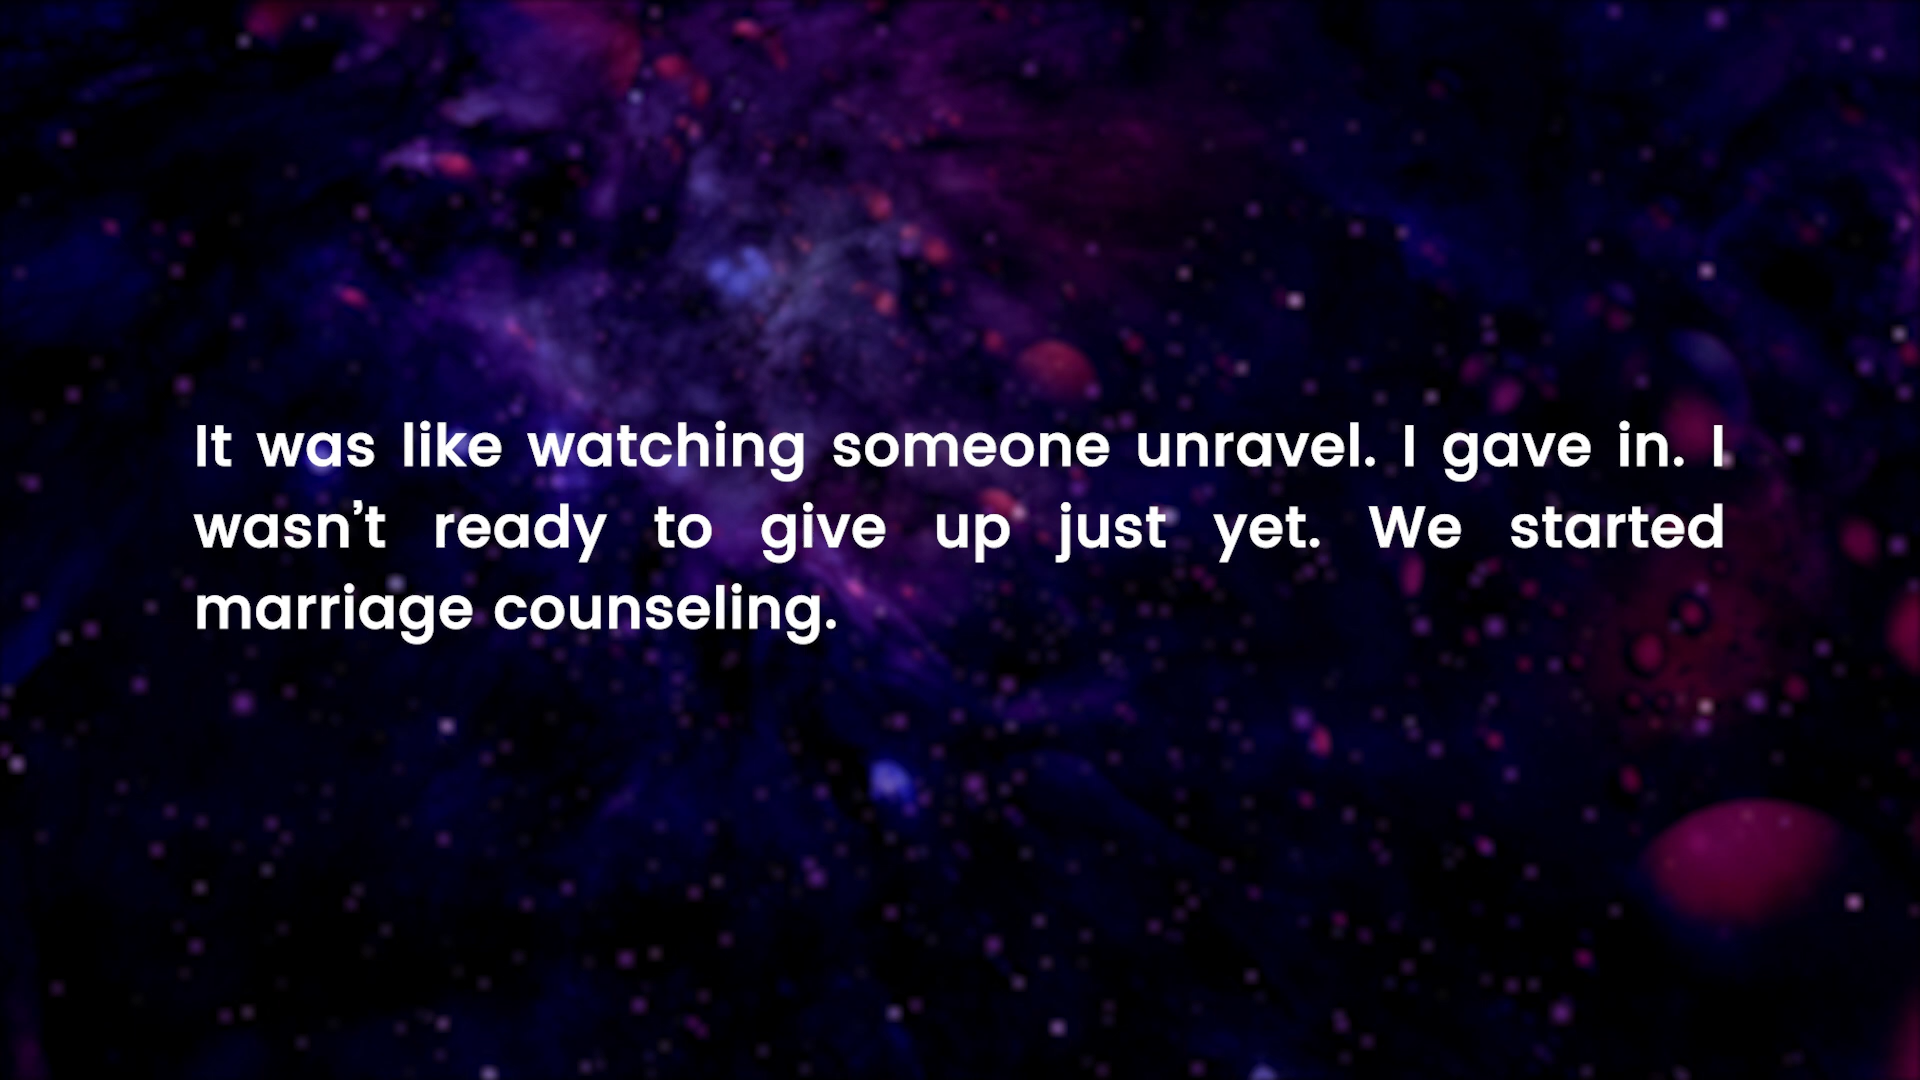 It was like watching someone unravel. I gave in. I
wasn’t ready to give up just yet. We started
marriage counseling.